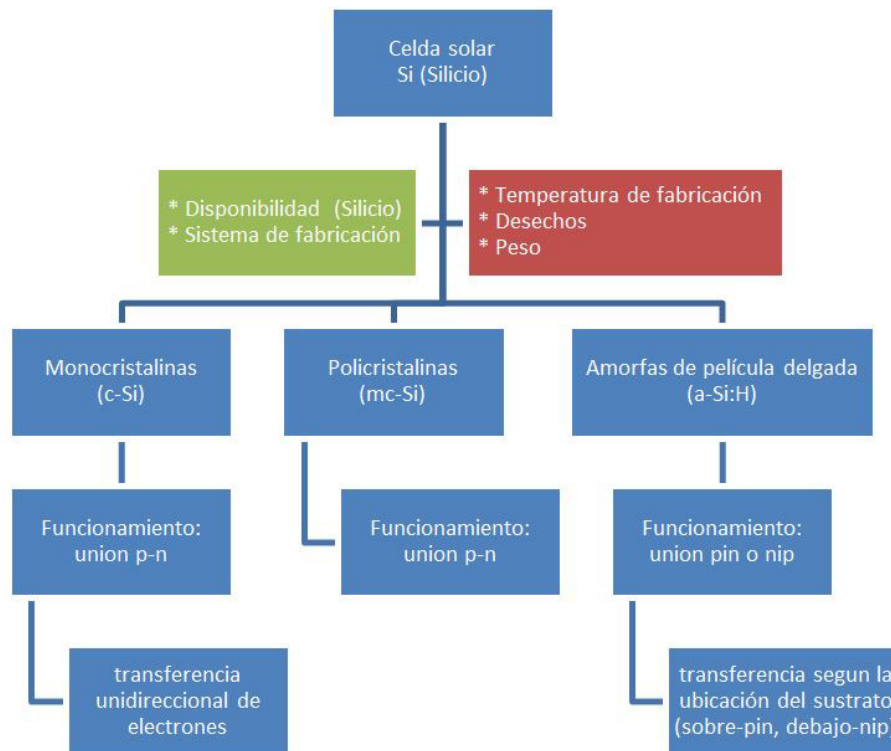 Celda solar
Si (Silicio)
* Disponibilidad (Silicio)
* Sistema de fabricación
* Temperatura de fabricación
* Desechos
* Peso
Monocristalinas
(c-Si)
Policristalinas
(mc-Si)
Amorfas de película delgada
(a-Si:H)
Funcionamiento:
union p-n
Funcionamiento:
union p-n
Funcionamiento:
union pin o nip
transferencia
unidireccional de
electrones
transferencia segun la
ubicación del sustrato
(sobre-pin, debajo-nip)